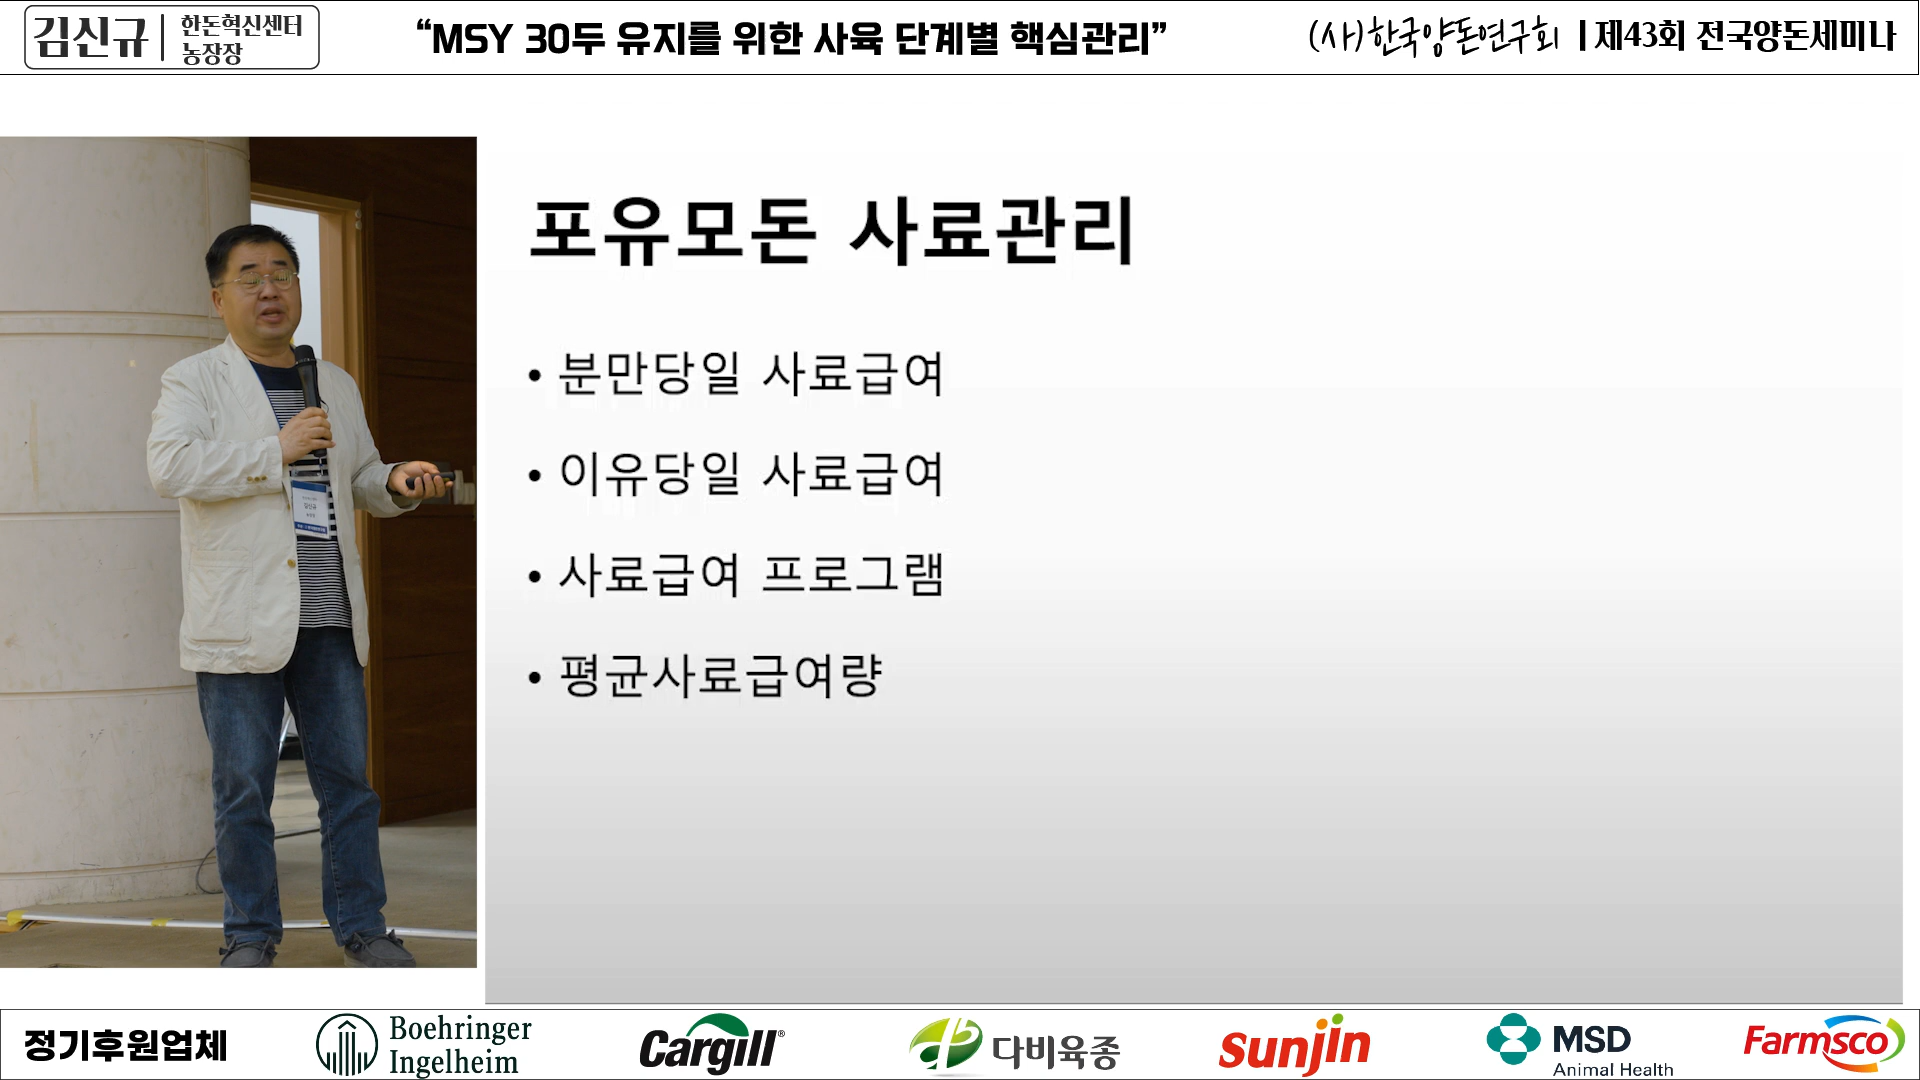 김신규
한돈혁신센터
농장장
“MSY 30두 유지를 위한 사육 단계별 핵심관리”
(사)한국양돈연구회 | 제43회 전국양돈세미나
포유모돈 사료관리
• 분만당일 사료급여
• 이유당일 사료급여
• 사료급여 프로그램
• 평균사료급여량
정기후원업체
Boehringer
Ingelheim
Cargill®
다비육종
Sunjin
MSD
Animal Health
Farmsco